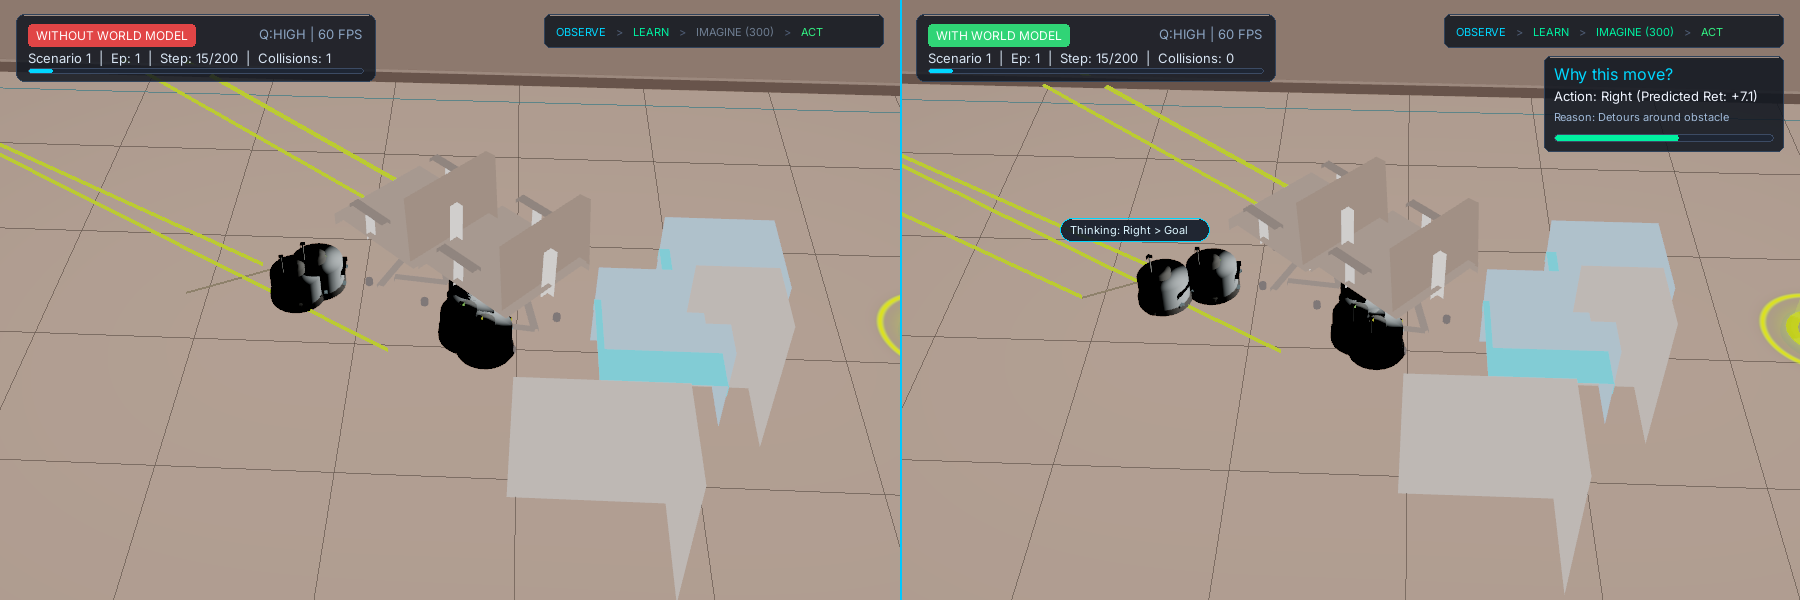 WITHOUT WORLD MODEL
Q:HIGH | 60 FPS
Scenario 1 | Ep: 1 | Step: 15/200 | Collisions: 1
OBSERVE > LEARN > IMAGINE (300) > ACT
WITH WORLD MODEL
Q:HIGH | 60 FPS
Scenario 1 | Ep: 1 | Step: 15/200 | Collisions: 0
OBSERVE > LEARN > IMAGINE (300) > ACT
Why this move?
Action: Right (Predicted Ret: +7.1)
Reason: Detours around obstacle
Thinking: Right > Goal